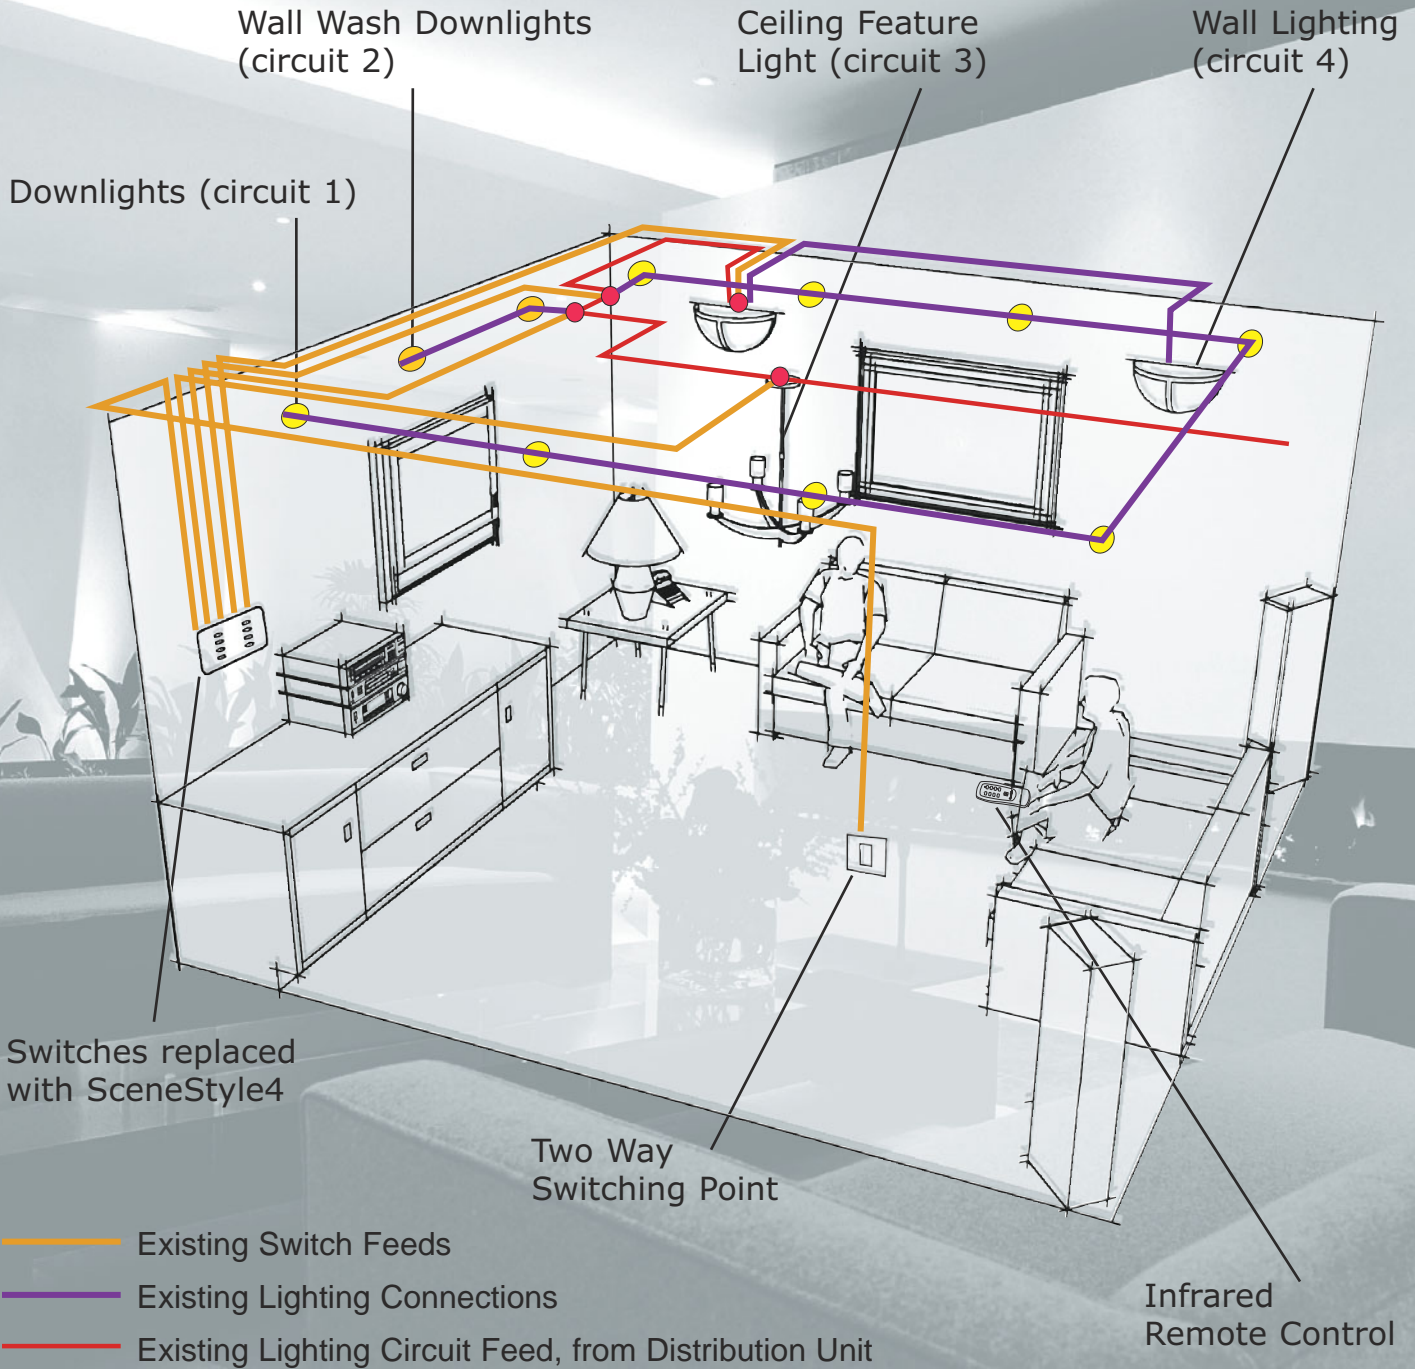 Wall Wash Downlights
(circuit 2)
Ceiling Feature
Light (circuit 3)
Wall Lighting
(circuit 4)
Downlights (circuit 1)
Switches replaced
with SceneStyle4
Two Way
Switching Point
Infrared
Remote Control
Existing Switch Feeds
Existing Lighting Connections
Existing Lighting Circuit Feed, from Distribution Unit